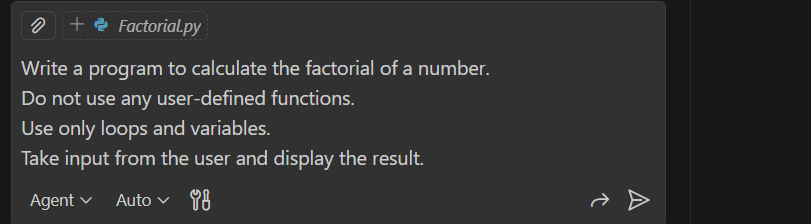 Factorial.py
Write a program to calculate the factorial of a number.
Do not use any user-defined functions.
Use only loops and variables.
Take input from the user and display the result.
Agent Auto